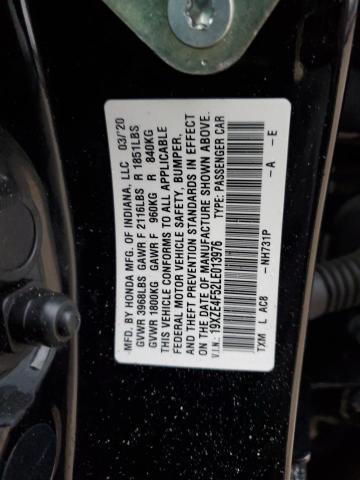 MFD. BY HONDA MFG. OF INDIANA, LLC 03/'20
GVWR 3968LBS GAWR F 2116LBS R 1851LBS
GVWR 1800KG GAWR F 960KG R 840KG
THIS VEHICLE CONFORMS TO ALL APPLICABLE
FEDERAL MOTOR VEHICLE SAFETY, BUMPER,
AND THEFT PREVENTION STANDARDS IN EFFECT
ON THE DATE OF MANUFACTURE SHOWN ABOVE.
V.I.N.: 19XZE4F52LE013976 TYPE: PASSENGER CAR
TXM L AC8 -NH731P -A -E